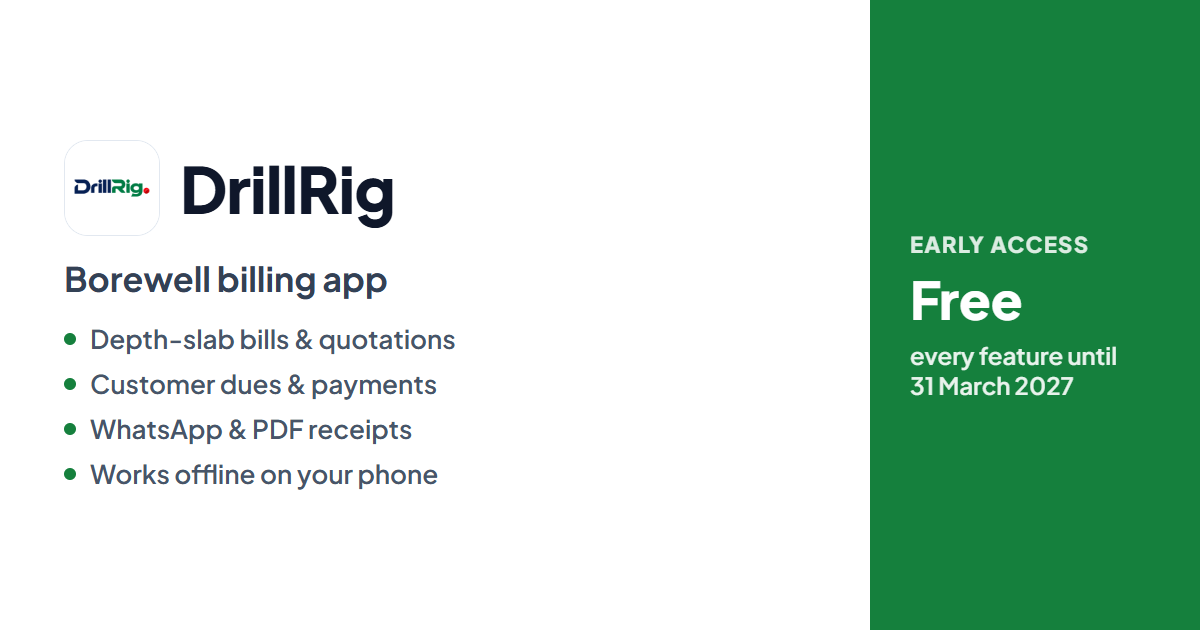 DrillRig.
DrillRig
Borewell billing app
Depth-slab bills & quotations
Customer dues & payments
WhatsApp & PDF receipts
Works offline on your phone
EARLY ACCESS
Free
every feature until
31 March 2027